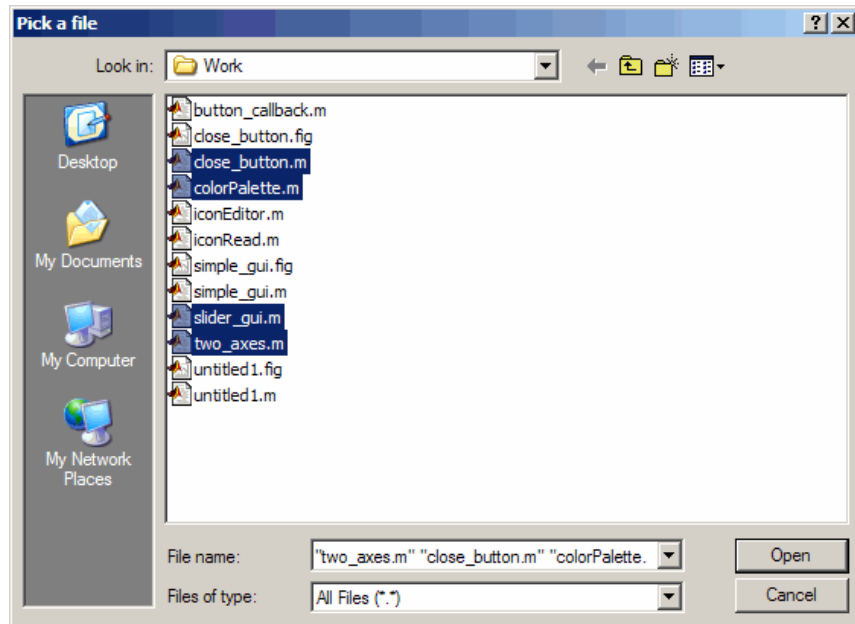 Pick a file
Look in: Work
button_callback.m
close_button.fig
close_button.m
colorPalette.m
iconEditor.m
iconRead.m
simple_gui.fig
simple_gui.m
slider_gui.m
two_axes.m
untitled1.fig
untitled1.m
Desktop
My Documents
My Computer
My Network
Places
File name: "two_axes.m" "close_button.m" "colorPalette.
Open
Files of type: All Files (*.*)
Cancel